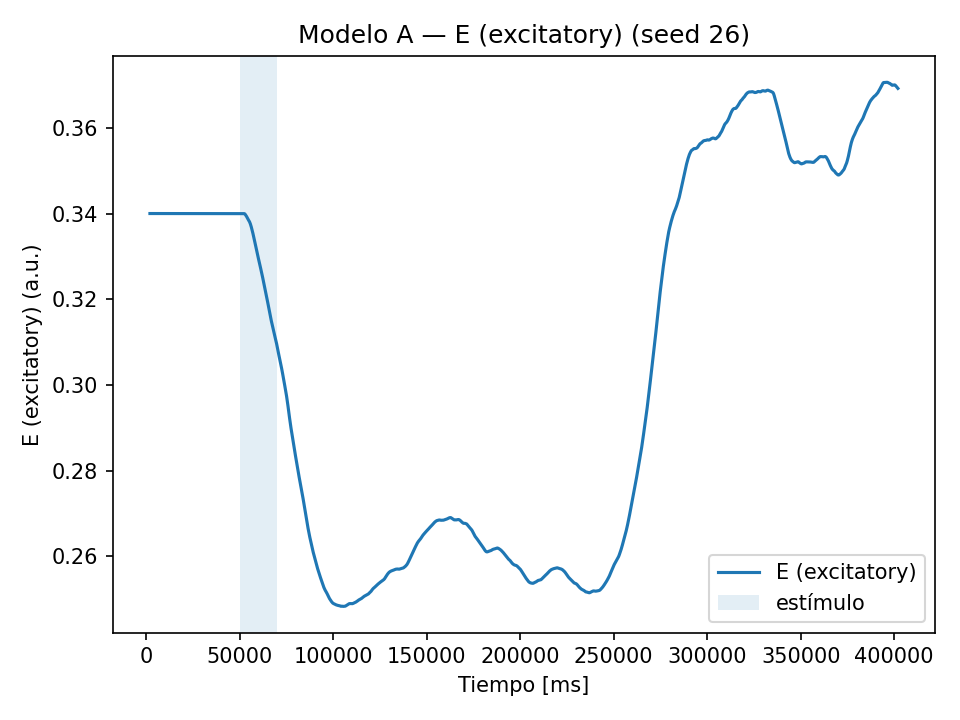 Modelo A — E (excitatory) (seed 26)
E (excitatory) (a.u.)
0.36
0.34
0.32
0.30
0.28
0.26
E (excitatory)
estímulo
0 50000 100000 150000 200000 250000 300000 350000 400000
Tiempo [ms]